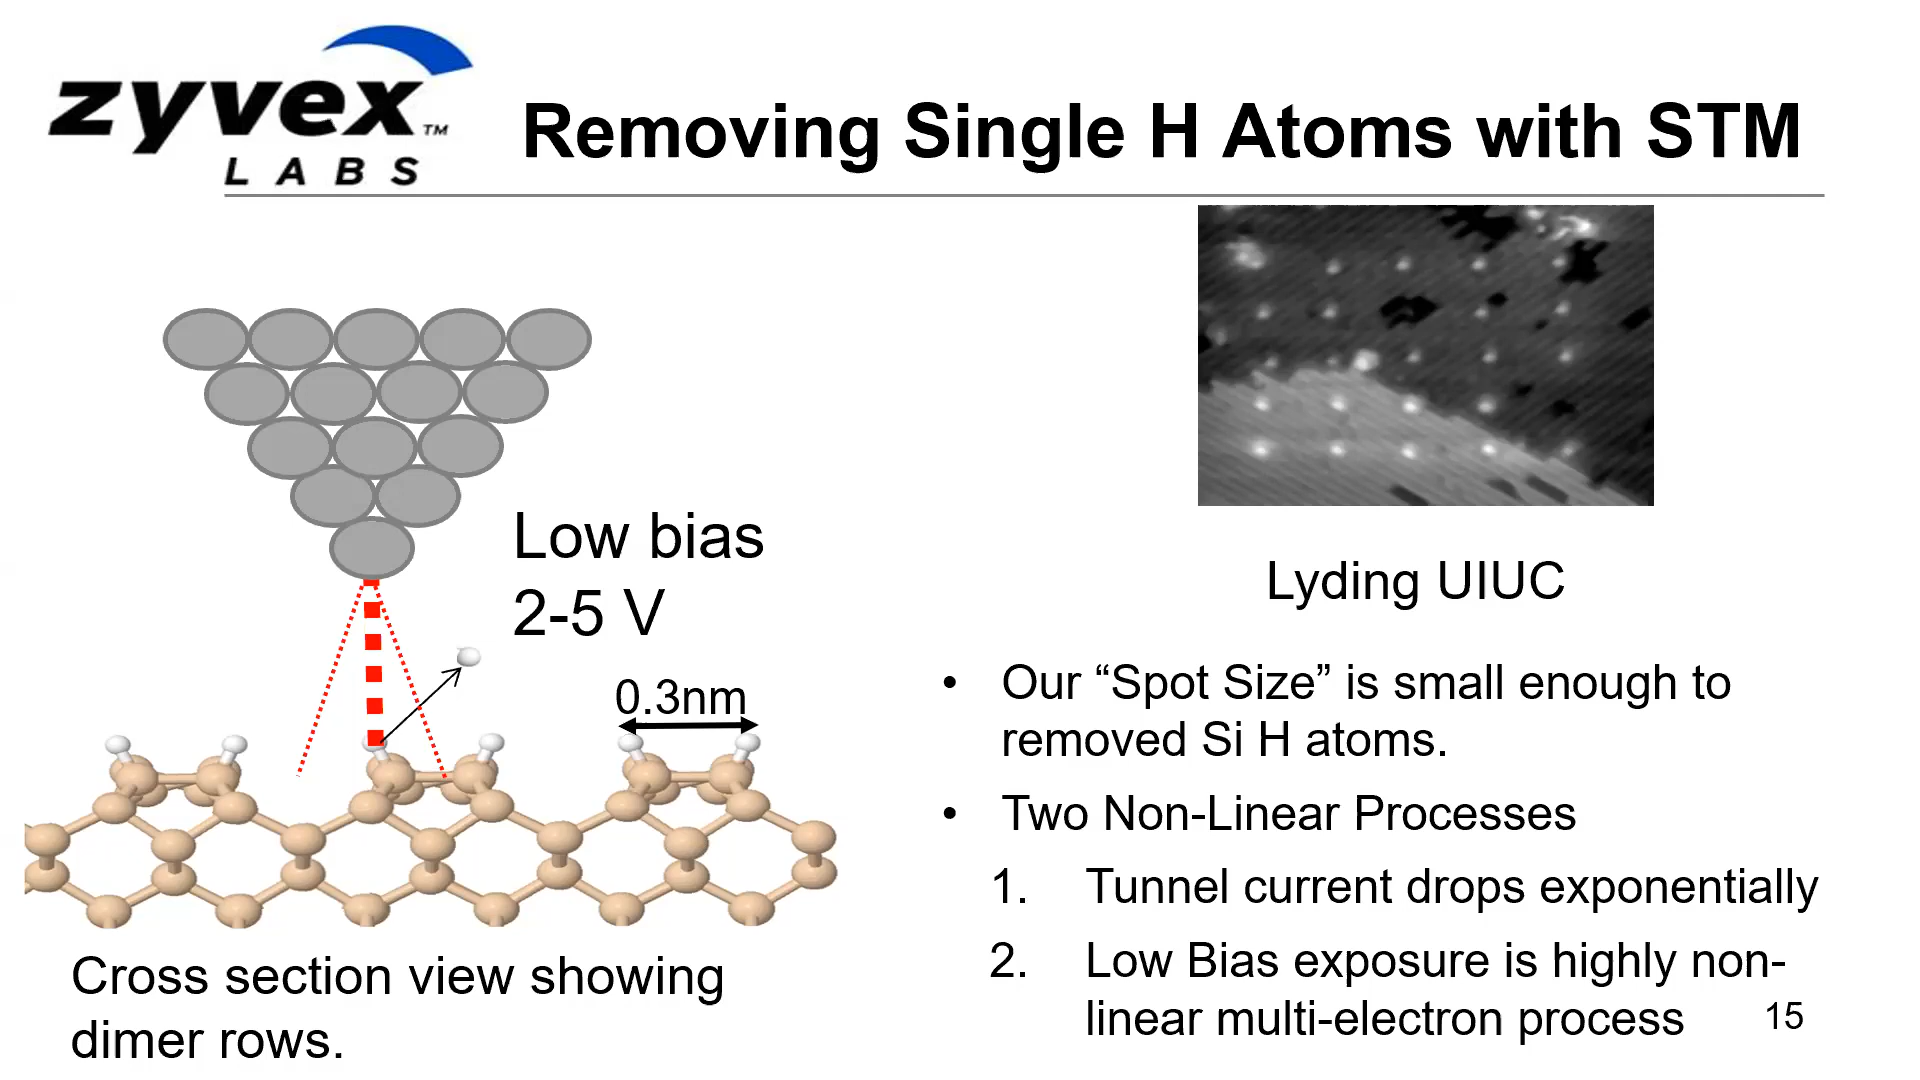 zyvex™
LABS
Removing Single H Atoms with STM
Low bias
2-5 V
0.3nm
Cross section view showing
dimer rows.
Lyding UIUC
• Our “Spot Size” is small enough to
removed Si H atoms.
• Two Non-Linear Processes
1. Tunnel current drops exponentially
2. Low Bias exposure is highly non-
linear multi-electron process
15